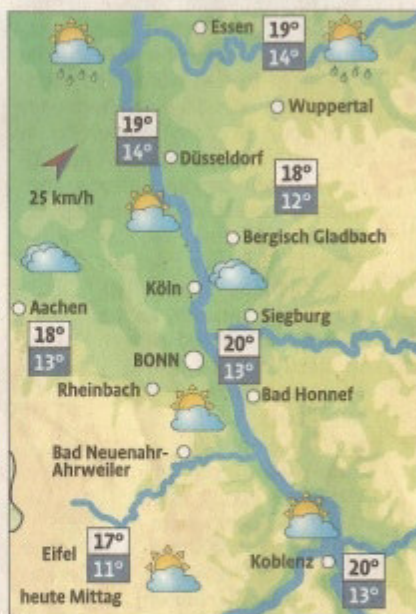 Essen
19°
14°
Wuppertal
19°
14°
Düsseldorf
25 km/h
18°
12°
Bergisch Gladbach
Köln
Aachen
18°
13°
Siegburg
BONN
20°
13°
Rheinbach
Bad Honnef
Bad Neuenahr-
Ahrweiler
Eifel
17°
11°
Koblenz
20°
13°
heute Mittag